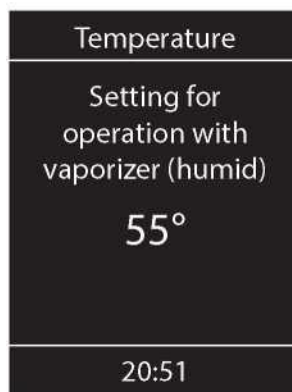 Temperature
Setting for
operation with
vaporizer (humid)
55°
20:51